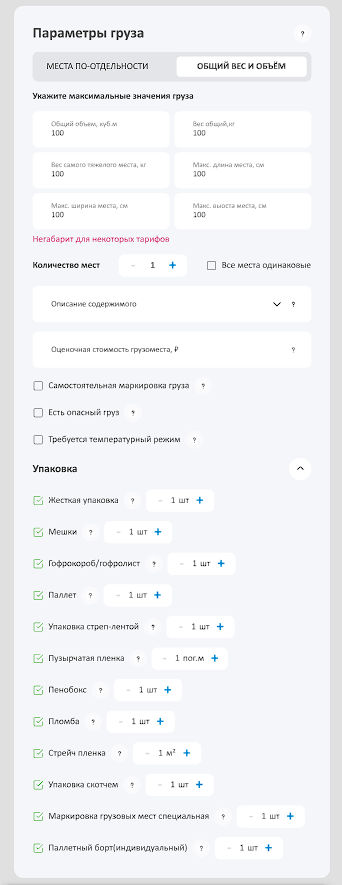 Параметры груза ?
МЕСТА ПО-ОТДЕЛЬНОСТИ ОБЩИЙ ВЕС И ОБЪЁМ
Укажите максимальные значения груза
Общий объем, куб.м Вес общий,кг
100 100
Вес самого тяжёлого места, кг Макс. длина места, см
100 100
Макс. ширина места, см Макс. выоста места, см
100 100
Негабарит для некоторых тарифов
Количество мест - 1 + Все места одинаковые
Описание содержимого ?
Оценочная стоимость грузоместа, ₽ ?
Самостоятельная маркировка груза ?
Есть опасный груз ?
Требуется температурный режим ?
Упаковка
Жесткая упаковка ? - 1 шт +
Мешки ? - 1 шт +
Гофрокороб/гофролист ? - 1 шт +
Паллет ? - 1 шт +
Упаковка стреп-лентой ? - 1 шт +
Пузырчатая пленка ? - 1 пог.м +
Пенобокс ? - 1 шт +
Пломба ? - 1 шт +
Стрейч пленка ? - 1 м² +
Упаковка скотчем ? - 1 шт +
Маркировка грузовых мест специальная ? - 1 шт +
Паллетный борт(индивидуальный) ? - 1 шт +